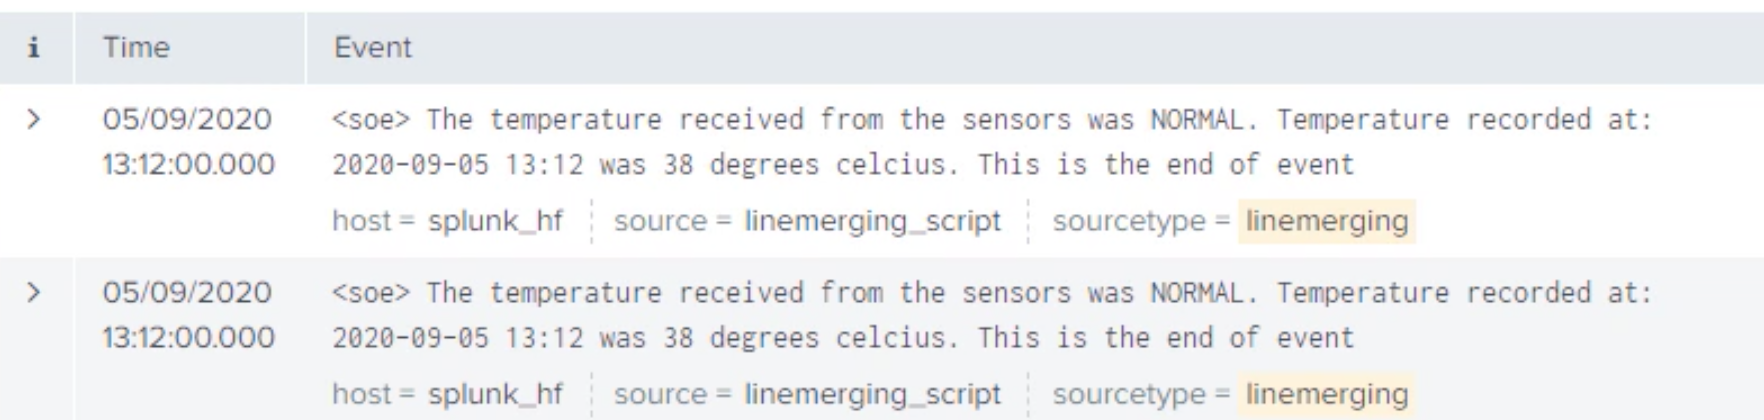 i Time Event
> 05/09/2020 <soe> The temperature received from the sensors was NORMAL. Temperature recorded at:
13:12:00.000 2020-09-05 13:12 was 38 degrees celcius. This is the end of event
host = splunk_hf source = linemerging_script sourcetype = linemerging
> 05/09/2020 <soe> The temperature received from the sensors was NORMAL. Temperature recorded at:
13:12:00.000 2020-09-05 13:12 was 38 degrees celcius. This is the end of event
host = splunk_hf source = linemerging_script sourcetype = linemerging